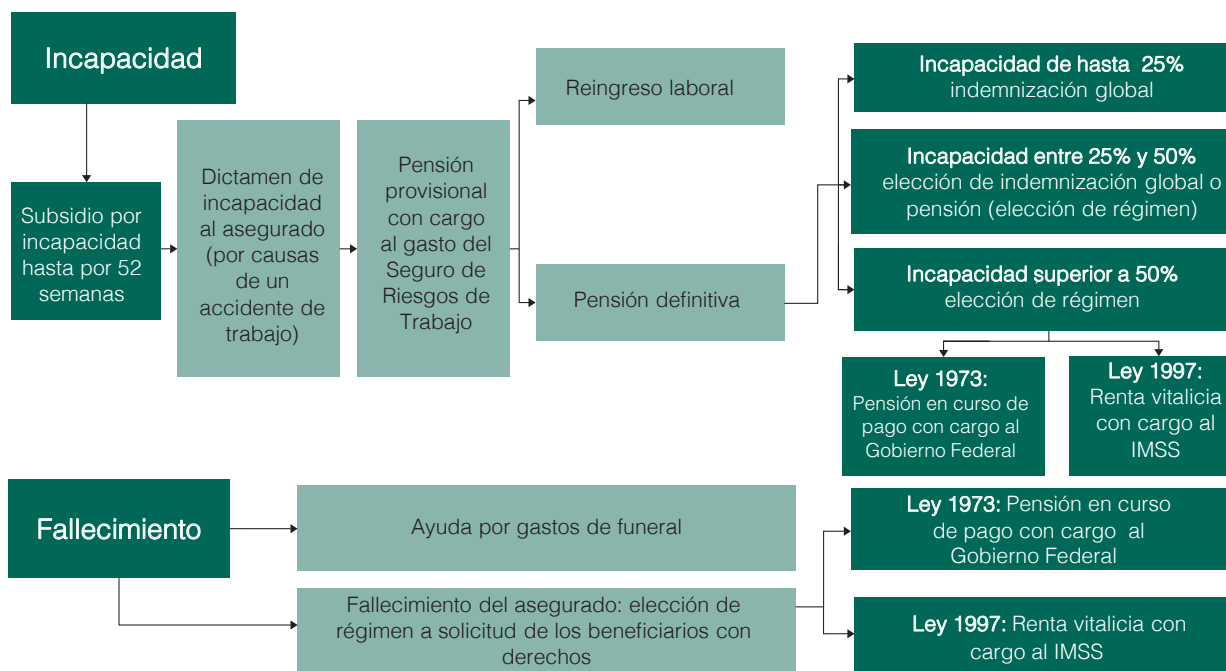 Incapacidad
Subsidio por
incapacidad
hasta por 52
semanas
Dictamen de
incapacidad
al asegurado
(por causas
de un
accidente de
trabajo)
Pensión
provisional
con cargo
al gasto del
Seguro de
Riesgos de
Trabajo
Reingreso laboral
Pensión definitiva
Incapacidad de hasta 25%
indemnización global
Incapacidad entre 25% y 50%
elección de indemnización global o
pensión (elección de régimen)
Incapacidad superior a 50%
elección de régimen
Ley 1973:
Pensión en curso de
pago con cargo al
Gobierno Federal
Ley 1997:
Renta vitalicia
con cargo al
IMSS
Fallecimiento
Ayuda por gastos de funeral
Fallecimiento del asegurado: elección de
régimen a solicitud de los beneficiarios con
derechos
Ley 1973: Pensión en curso
de pago con cargo al
Gobierno Federal
Ley 1997: Renta vitalicia con
cargo al IMSS